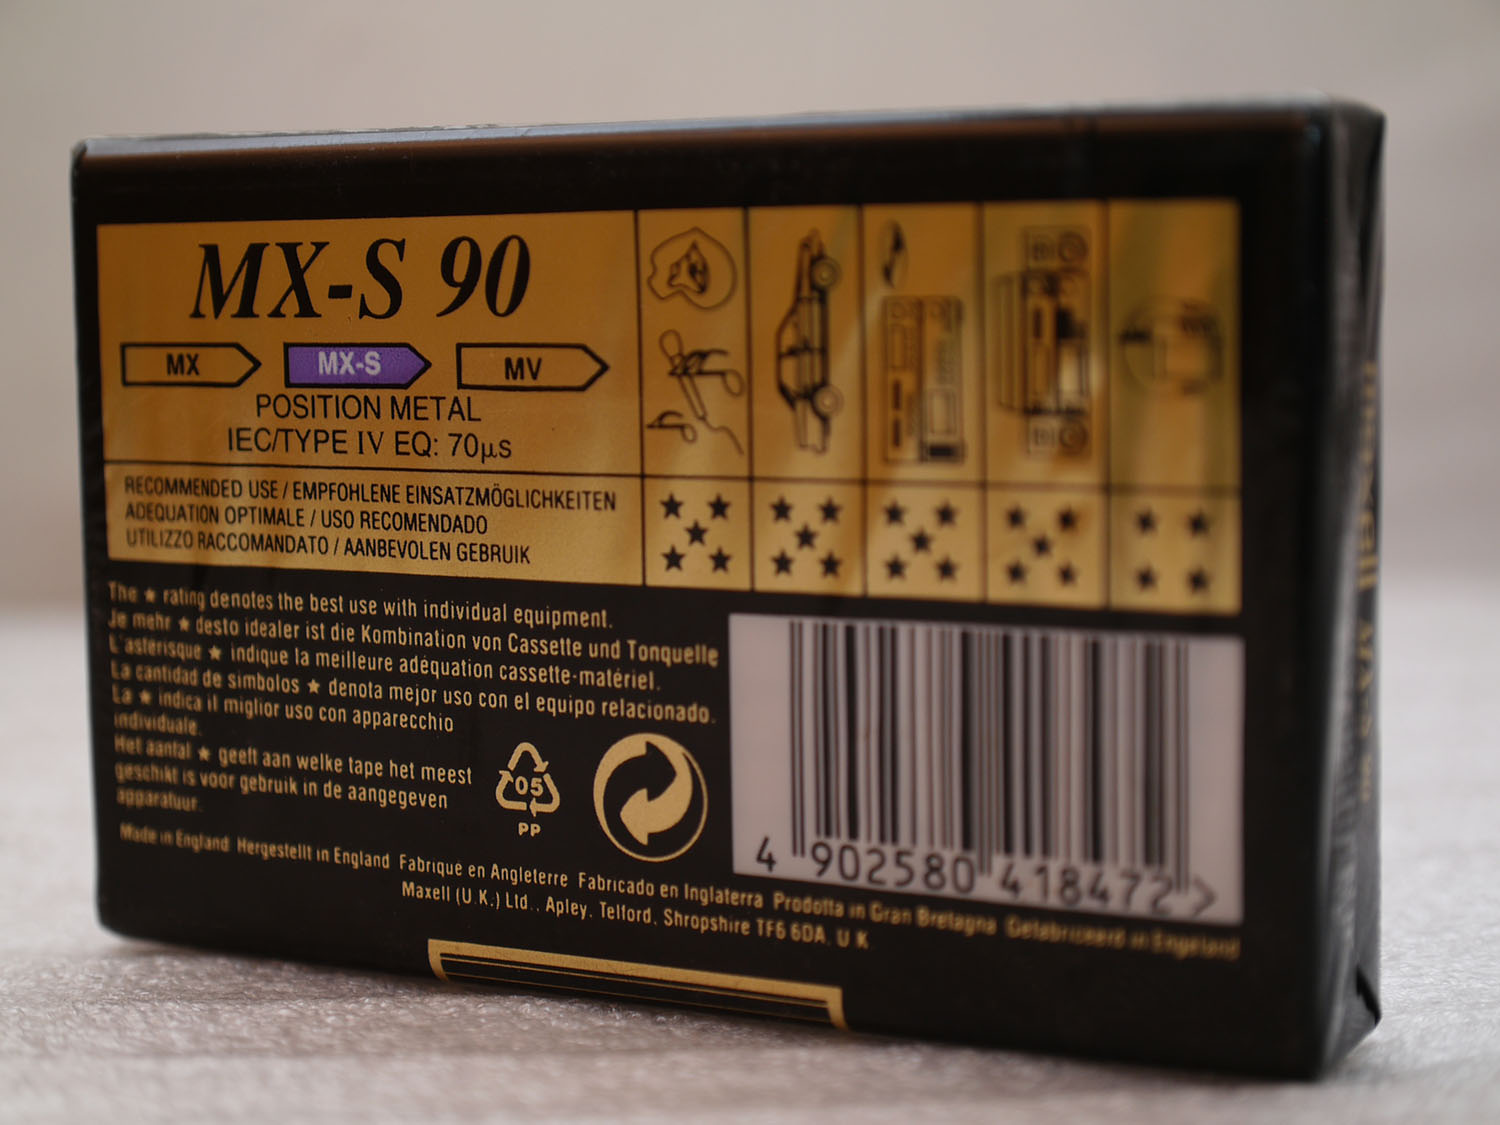 MX-S 90
MX MX-S MV
POSITION METAL
IEC/TYPE IV EQ: 70µs
RECOMMENDED USE / EMPFOHLENE EINSATZMÖGLICHKEITEN
ADEQUATION OPTIMALE / USO RECOMENDADO
UTILIZZO RACCOMANDATO / AANBEVOLEN GEBRUIK
The ★ rating denotes the best use with individual equipment.
Je mehr ★ desto idealer ist die Kombination von Cassette und Tonquelle
L'astérisque ★ indique la meilleure adéquation cassette-matériel.
La cantidad de simbolos ★ denota mejor uso con el equipo relacionado.
La ★ indica il miglior uso con apparecchio
individuale.
Het aantal ★ geeft aan welke tape het meest
geschikt is voor gebruik in de aangegeven
apparatuur.
05
PP
4 902580 418472 >
Made in England Hergestellt in England Fabriqué en Angleterre Fabricado en Inglaterra Prodotta in Gran Bretagna Gefabriceerd in Engeland
Maxell (U.K.) Ltd., Apley, Telford, Shropshire TF6 6DA. U K
maxell MX-S 90